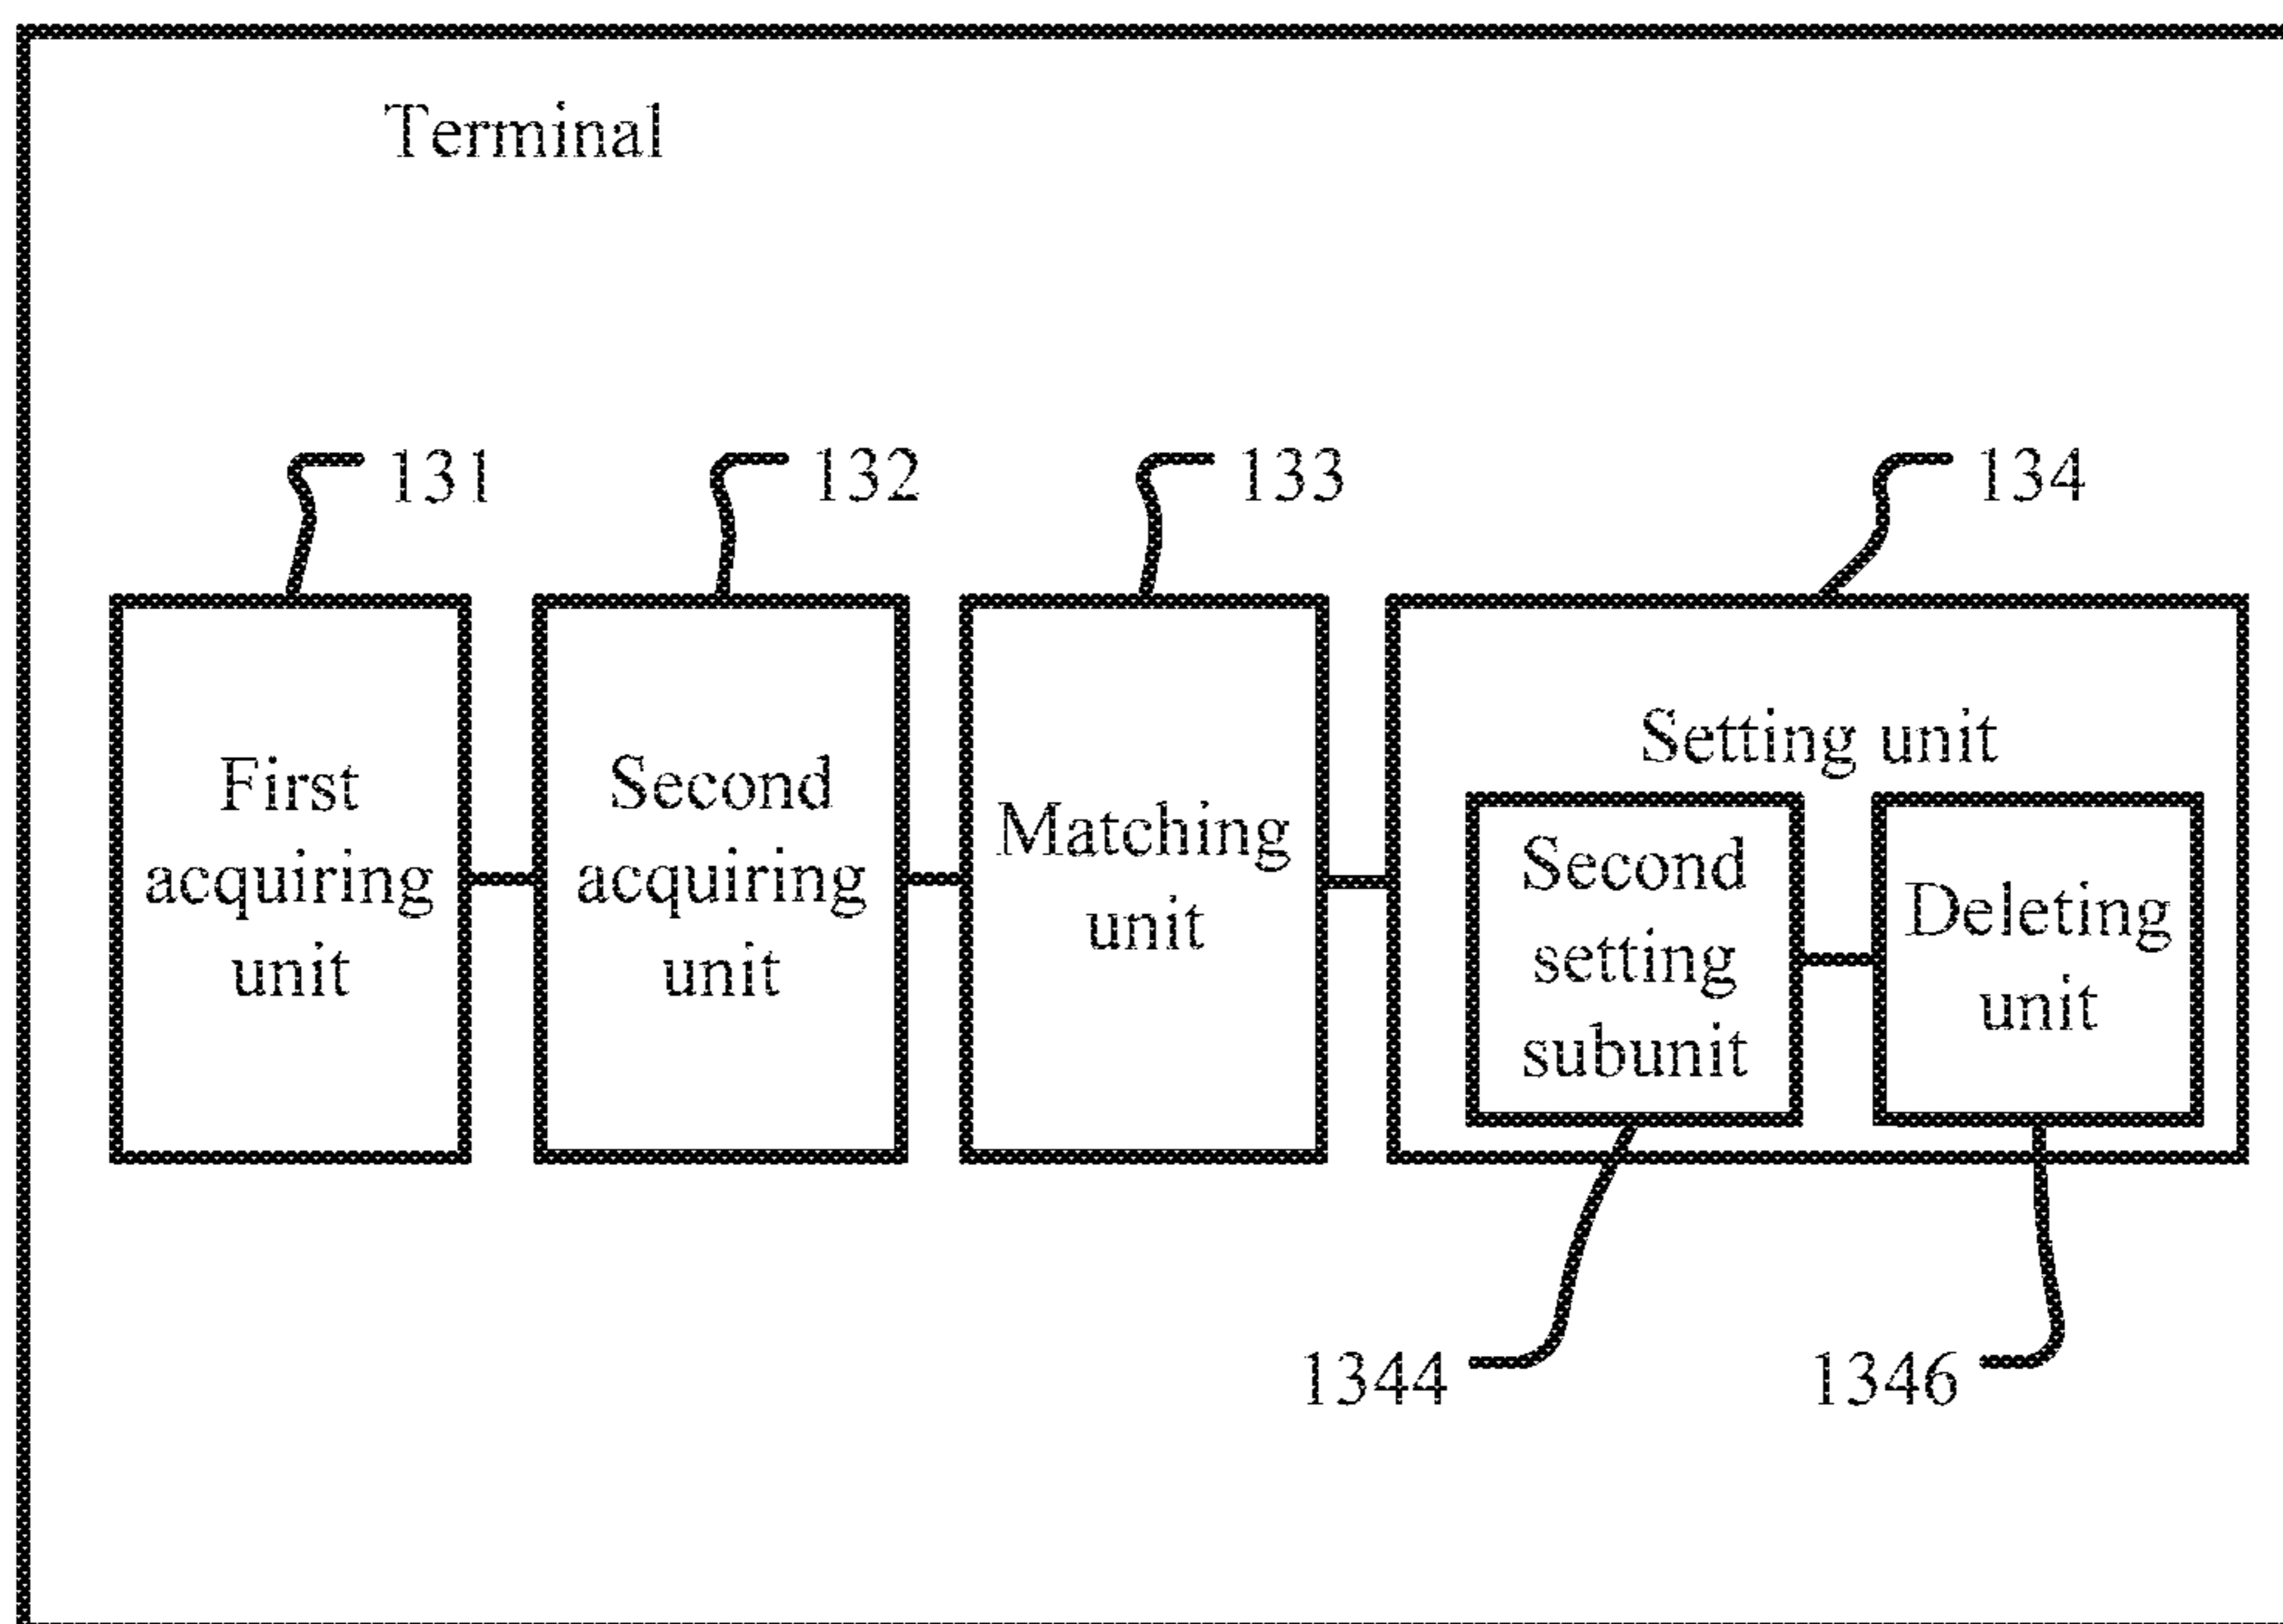 Terminal
131
132
133
134
First
acquiring
unit
Second
acquiring
unit
Matching
unit
Setting unit
Second
setting
subunit
Deleting
unit
1344
1346